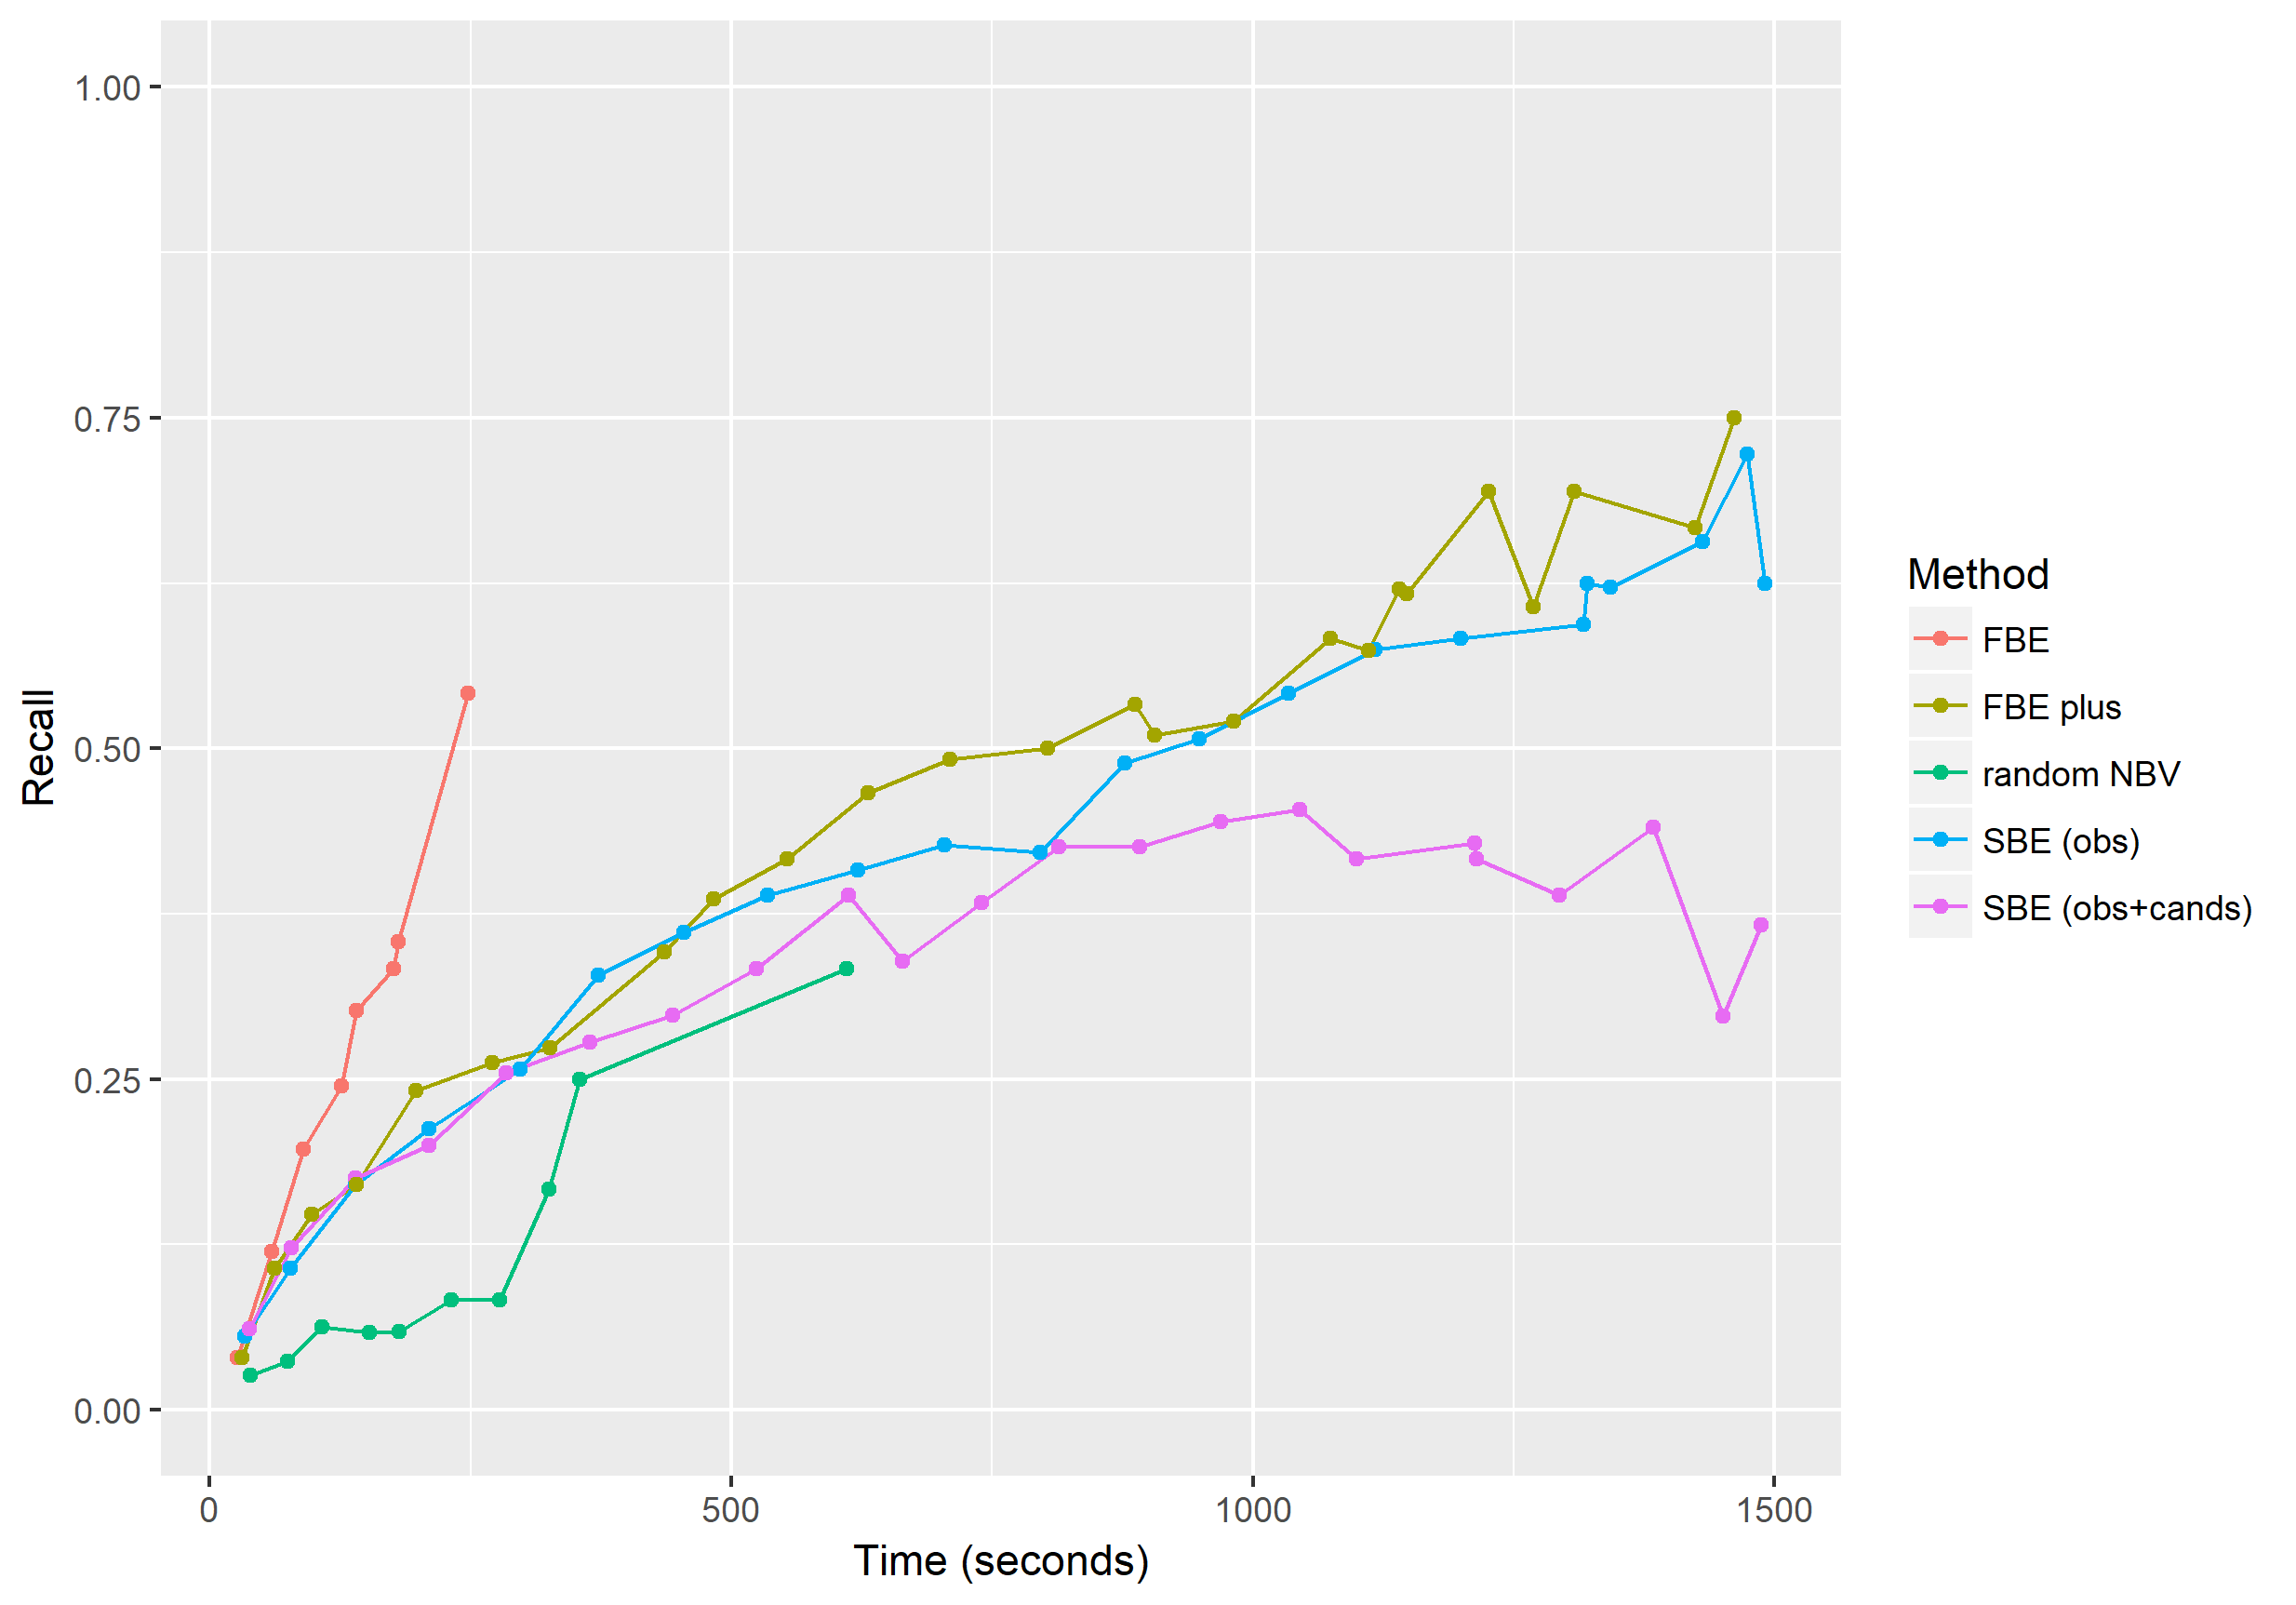 1.00
0.75
0.50
0.25
0.00
Recall
0
500
1000
1500
Time (seconds)
Method
FBE
FBE plus
random NBV
SBE (obs)
SBE (obs+cands)